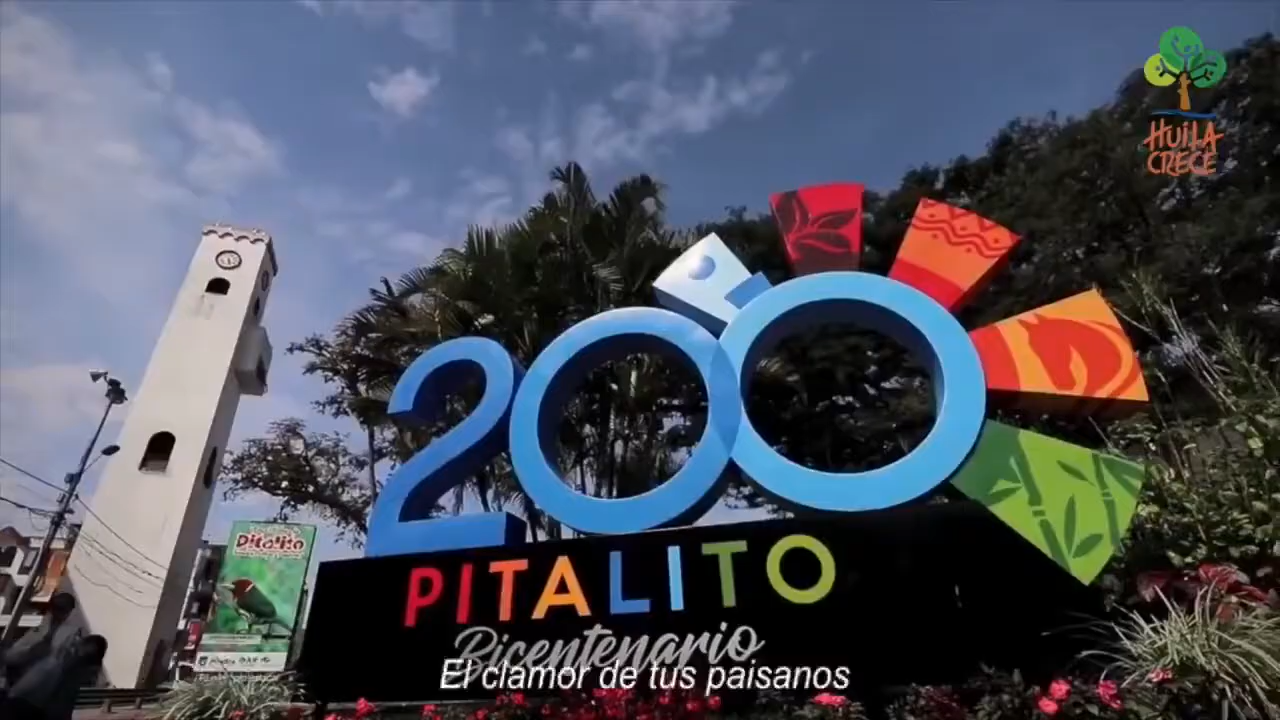 HUILA
CRECE
200
PITALITO
Bicentenario
Pitalito
El clamor de tus paisanos